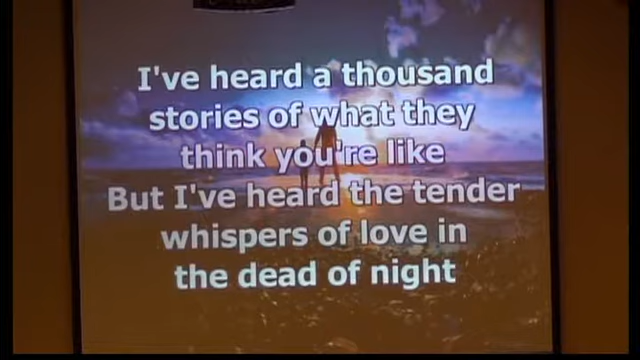 I've heard a thousand
stories of what they
think you're like
But I've heard the tender
whispers of love in
the dead of night